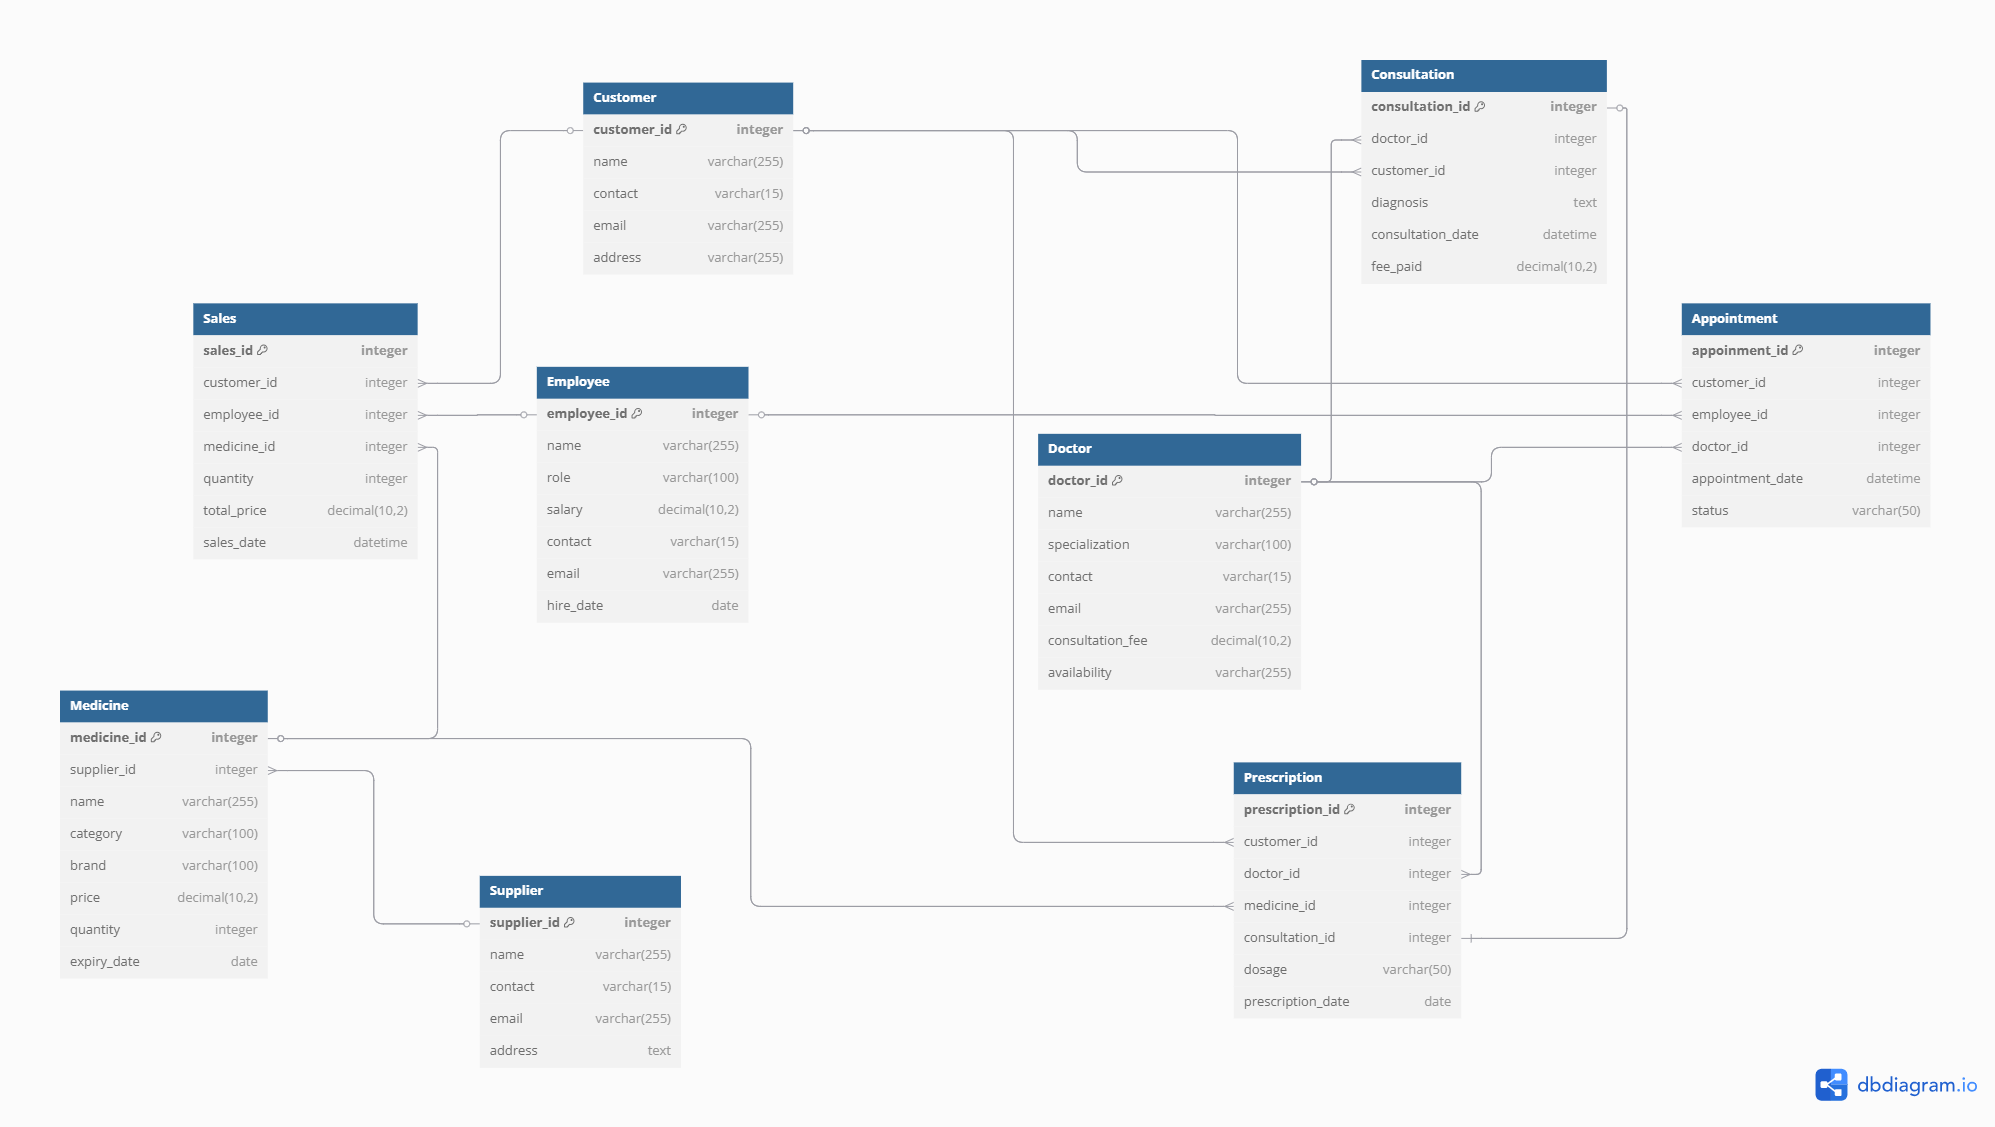 Customer
customer_id integer
name varchar(255)
contact varchar(15)
email varchar(255)
address varchar(255)
Consultation
consultation_id integer
doctor_id integer
customer_id integer
diagnosis text
consultation_date datetime
fee_paid decimal(10,2)
Sales
sales_id integer
customer_id integer
employee_id integer
medicine_id integer
quantity integer
total_price decimal(10,2)
sales_date datetime
Employee
employee_id integer
name varchar(255)
role varchar(100)
salary decimal(10,2)
contact varchar(15)
email varchar(255)
hire_date date
Appointment
appoinment_id integer
customer_id integer
employee_id integer
doctor_id integer
appointment_date datetime
status varchar(50)
Doctor
doctor_id integer
name varchar(255)
specialization varchar(100)
contact varchar(15)
email varchar(255)
consultation_fee decimal(10,2)
availability varchar(255)
Medicine
medicine_id integer
supplier_id integer
name varchar(255)
category varchar(100)
brand varchar(100)
price decimal(10,2)
quantity integer
expiry_date date
Supplier
supplier_id integer
name varchar(255)
contact varchar(15)
email varchar(255)
address text
Prescription
prescription_id integer
customer_id integer
doctor_id integer
medicine_id integer
consultation_id integer
dosage varchar(50)
prescription_date date
dbdiagram.io